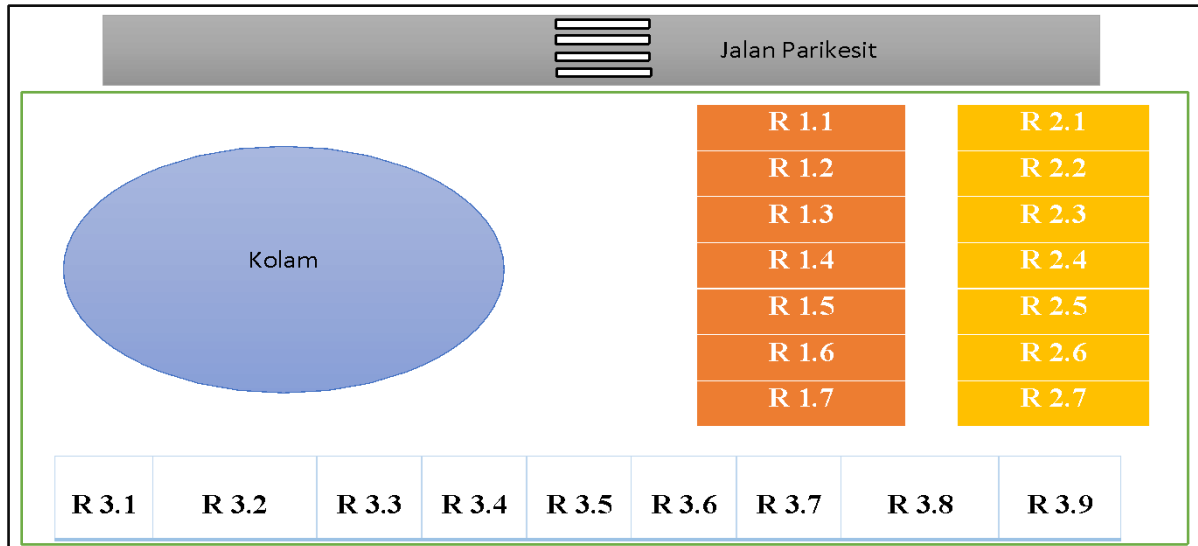 Jalan Parikesit
Kolam
R 1.1
R 1.2
R 1.3
R 1.4
R 1.5
R 1.6
R 1.7
R 2.1
R 2.2
R 2.3
R 2.4
R 2.5
R 2.6
R 2.7
R 3.1 R 3.2 R 3.3 R 3.4 R 3.5 R 3.6 R 3.7 R 3.8 R 3.9